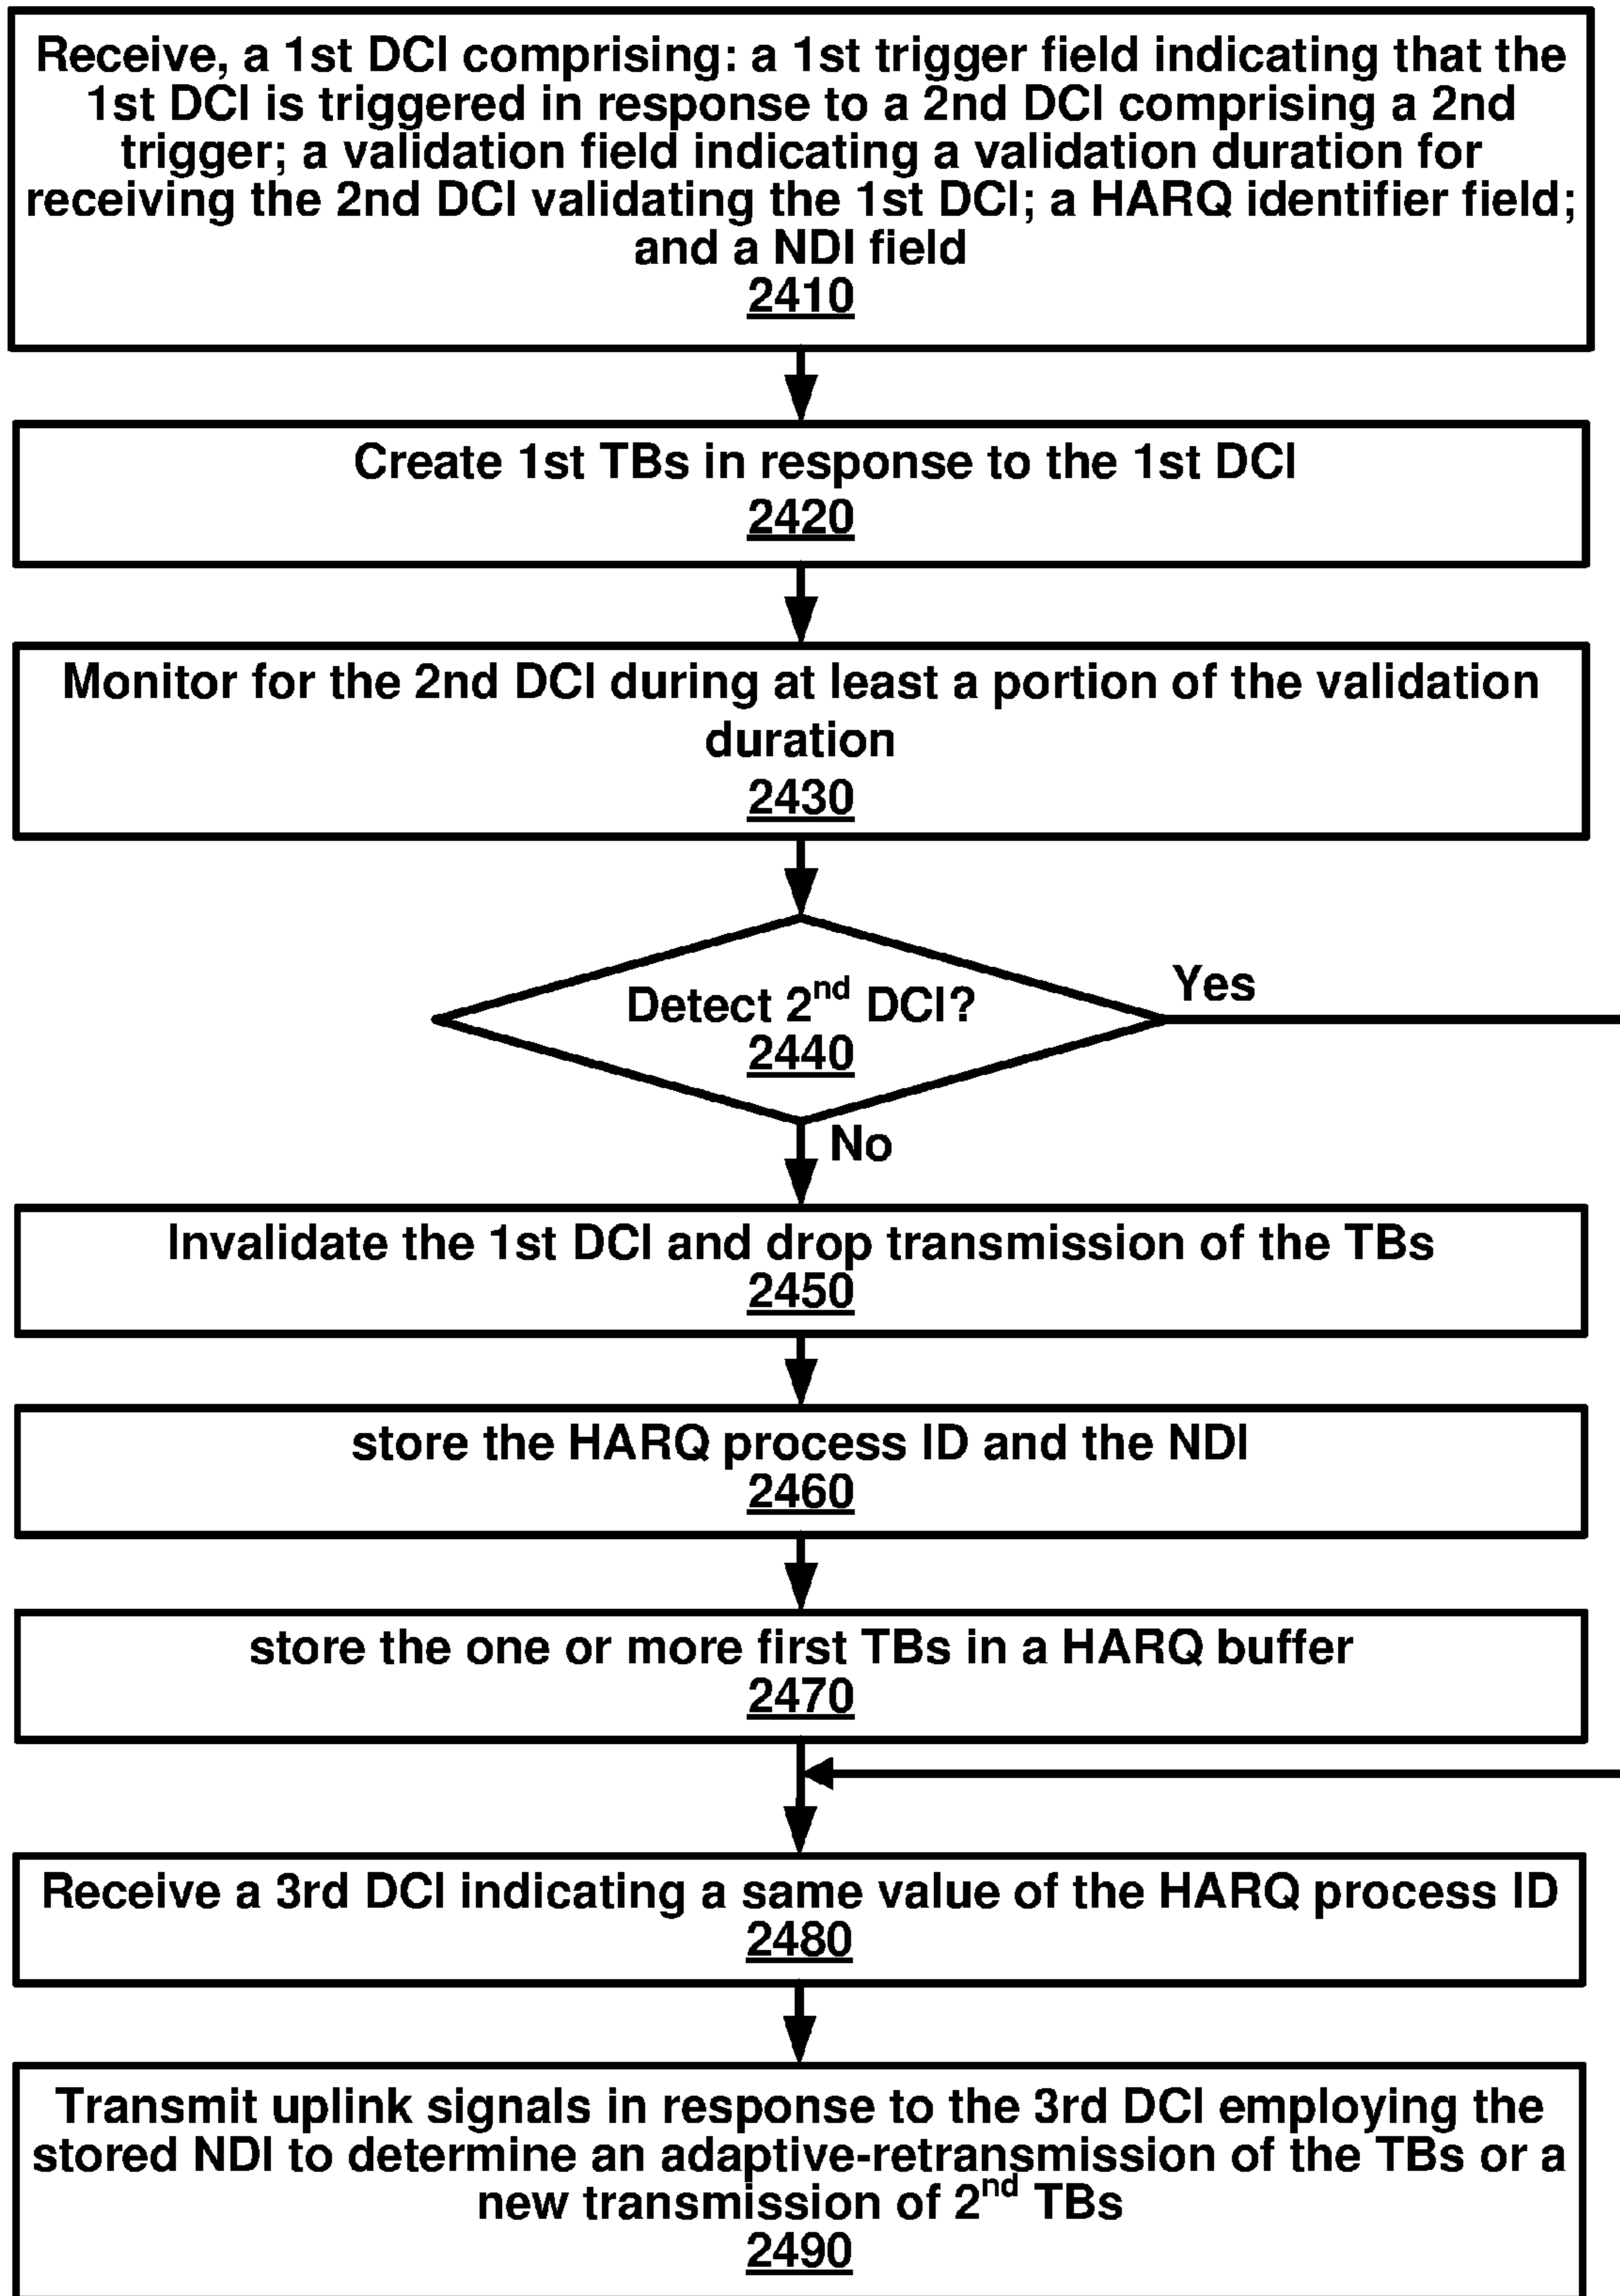 Receive, a 1st DCI comprising: a 1st trigger field indicating that the
1st DCI is triggered in response to a 2nd DCI comprising a 2nd
trigger; a validation field indicating a validation duration for
receiving the 2nd DCI validating the 1st DCI; a HARQ identifier field;
and a NDI field
2410
Create 1st TBs in response to the 1st DCI
2420
Monitor for the 2nd DCI during at least a portion of the validation
duration
2430
Detect 2nd DCI?
2440
Yes
No
Invalidate the 1st DCI and drop transmission of the TBs
2450
store the HARQ process ID and the NDI
2460
store the one or more first TBs in a HARQ buffer
2470
Receive a 3rd DCI indicating a same value of the HARQ process ID
2480
Transmit uplink signals in response to the 3rd DCI employing the
stored NDI to determine an adaptive-retransmission of the TBs or a
new transmission of 2nd TBs
2490